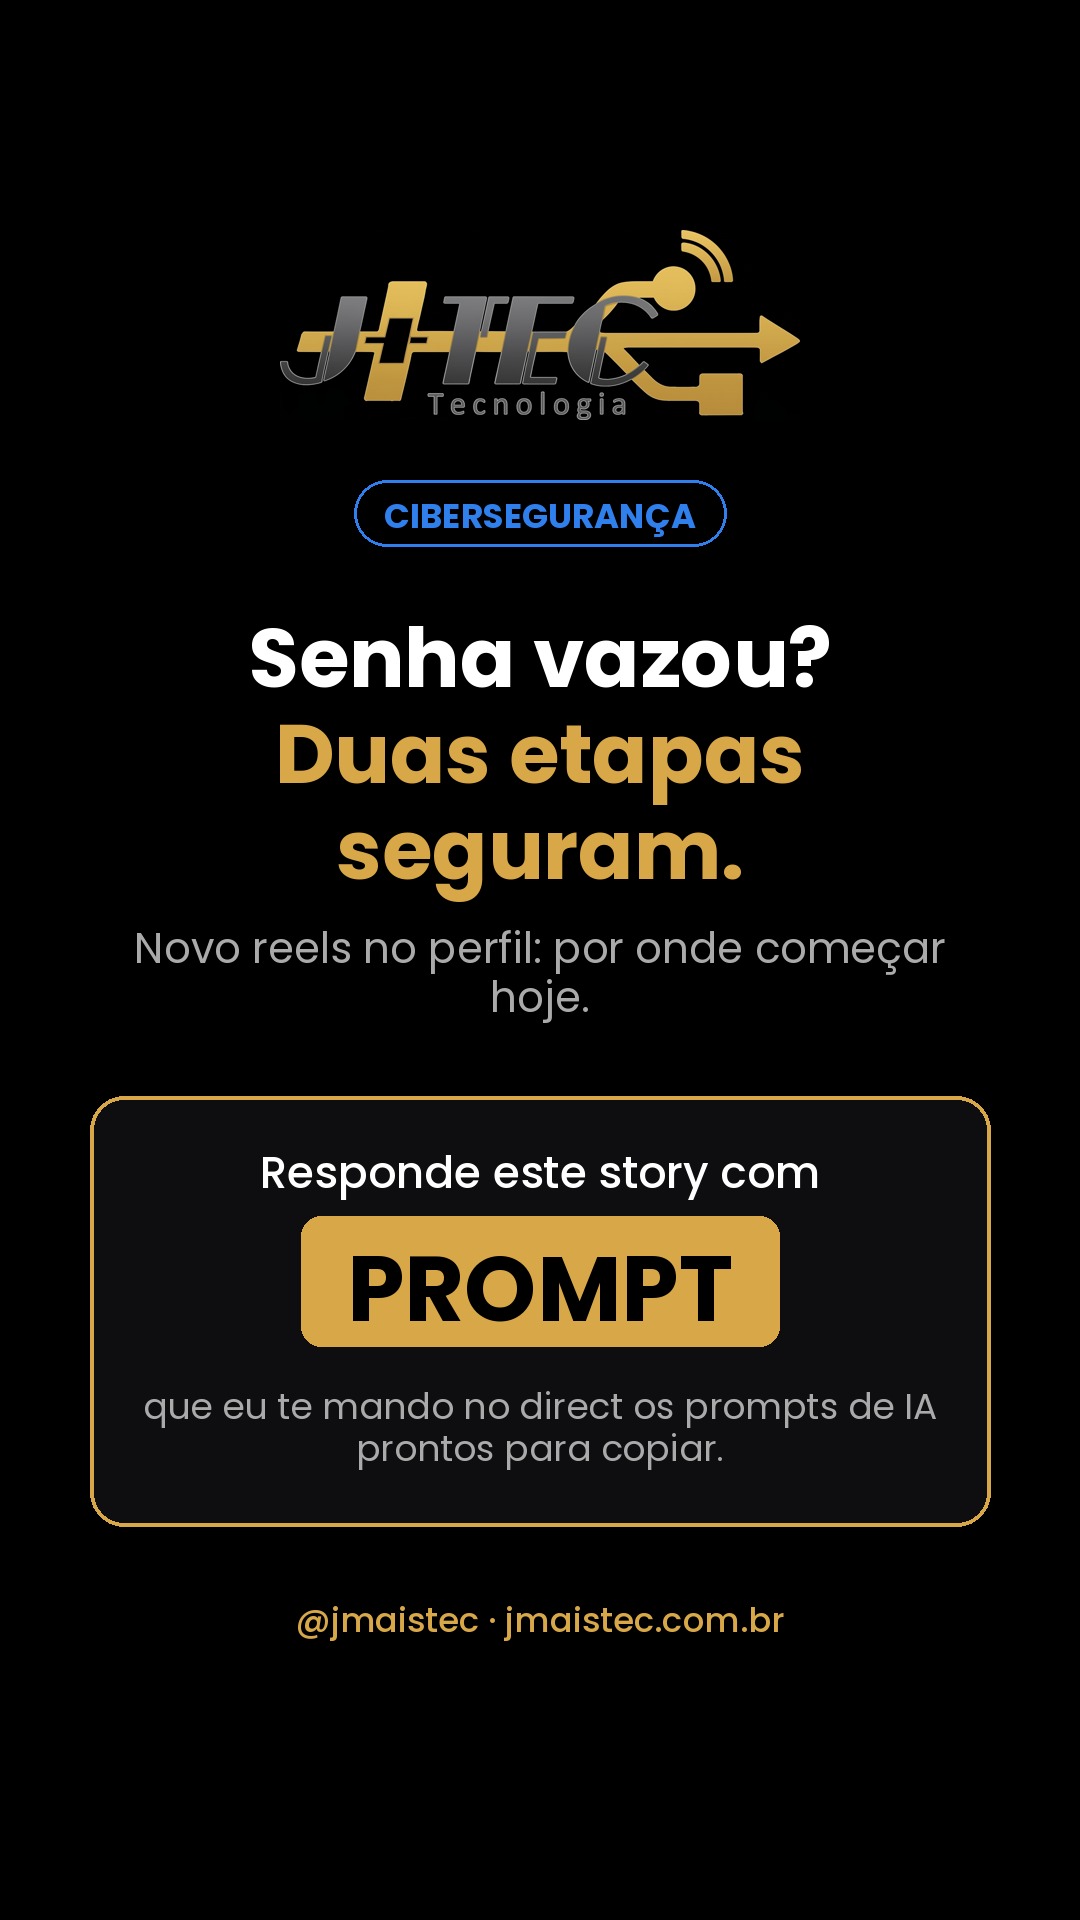 J+TEC
Tecnologia
CIBERSEGURANÇA
Senha vazou?
Duas etapas
seguram.
Novo reels no perfil: por onde começar
hoje.
Responde este story com
PROMPT
que eu te mando no direct os prompts de IA
prontos para copiar.
@jmaistec · jmaistec.com.br